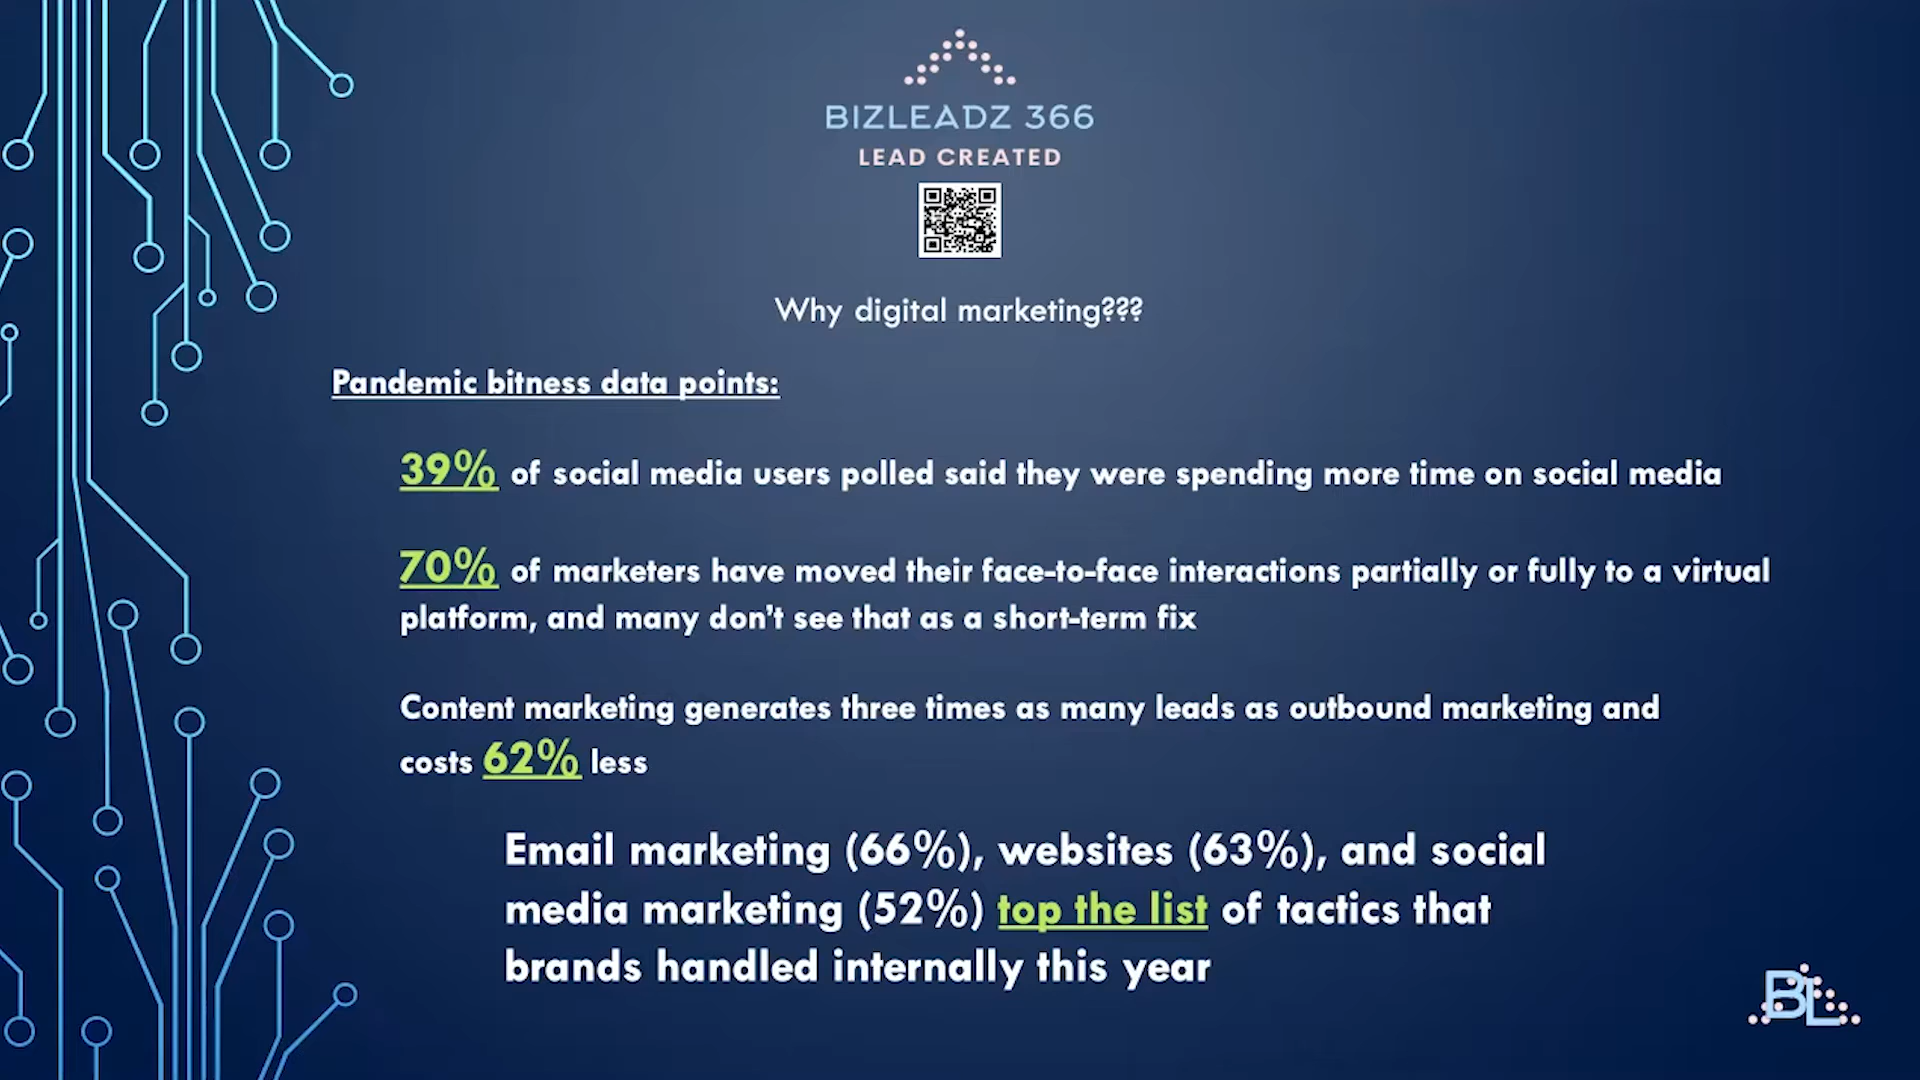 BIZLEADZ 366
LEAD CREATED
Why digital marketing???
Pandemic bitness data points:
39% of social media users polled said they were spending more time on social media
70% of marketers have moved their face-to-face interactions partially or fully to a virtual
platform, and many don't see that as a short-term fix
Content marketing generates three times as many leads as outbound marketing and
costs 62% less
Email marketing (66%), websites (63%), and social
media marketing (52%) top the list of tactics that
brands handled internally this year
BL